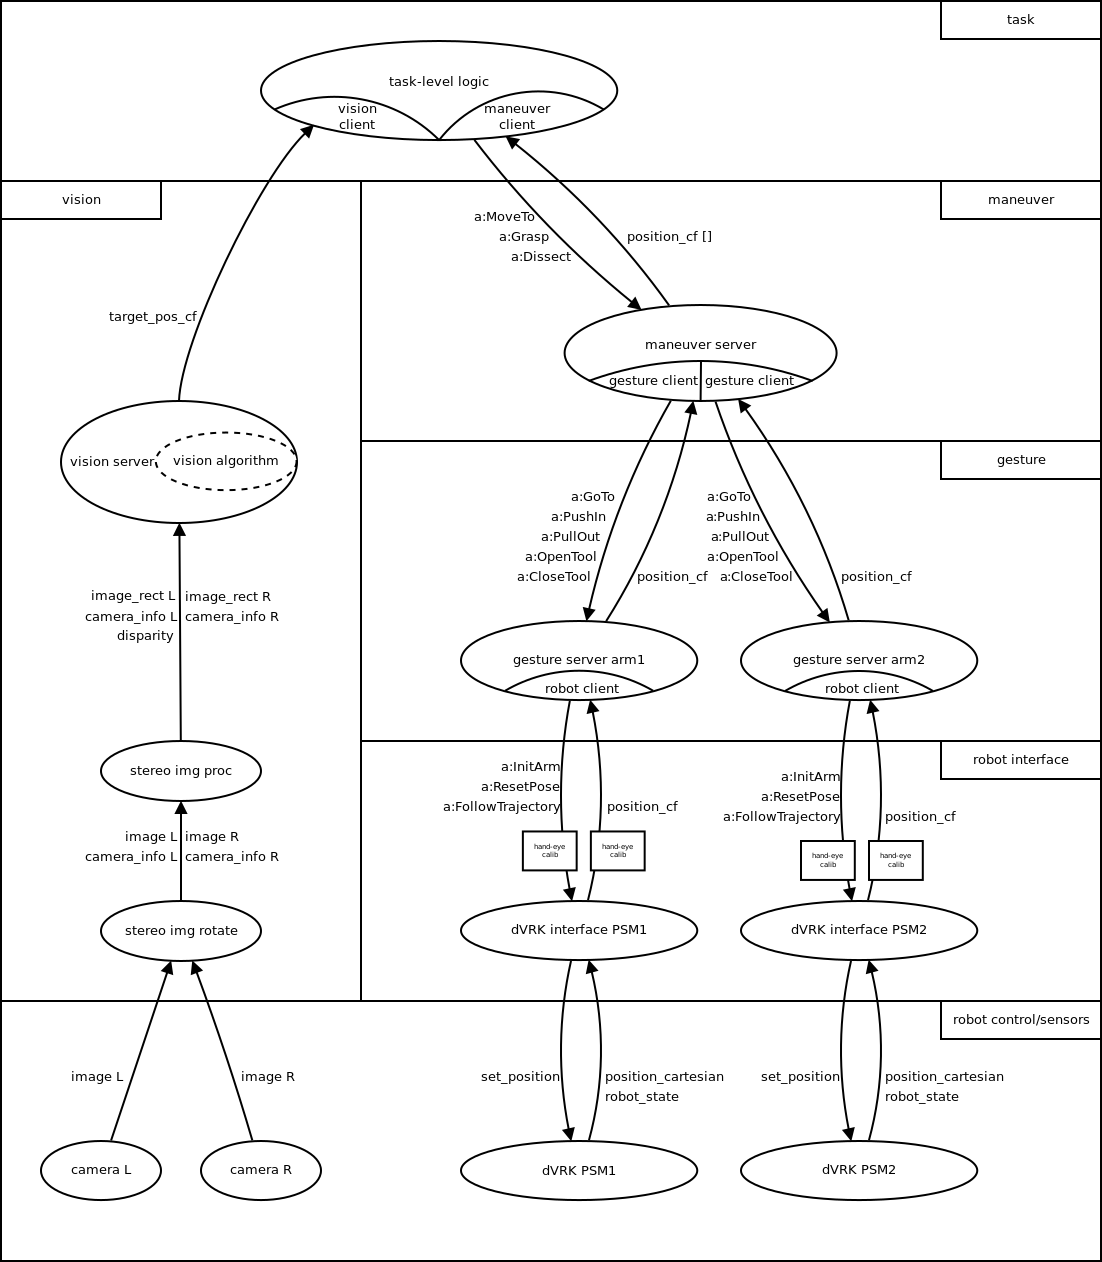 task
task-level logic
vision
client
maneuver
client
vision
maneuver
a:MoveTo
a:Grasp
a:Dissect
position_cf []
target_pos_cf
maneuver server
gesture client
gesture client
gesture
vision server
vision algorithm
a:GoTo
a:PushIn
a:PullOut
a:OpenTool
a:CloseTool
position_cf
a:GoTo
a:PushIn
a:PullOut
a:OpenTool
a:CloseTool
position_cf
image_rect L
camera_info L
disparity
image_rect R
camera_info R
gesture server arm1
robot client
gesture server arm2
robot client
robot interface
stereo img proc
a:InitArm
a:ResetPose
a:FollowTrajectory
position_cf
a:InitArm
a:ResetPose
a:FollowTrajectory
position_cf
image L
camera_info L
image R
camera_info R
hand-eye
calib
hand-eye
calib
hand-eye
calib
hand-eye
calib
stereo img rotate
dVRK interface PSM1
dVRK interface PSM2
robot control/sensors
image L
image R
set_position
position_cartesian
robot_state
set_position
position_cartesian
robot_state
camera L
camera R
dVRK PSM1
dVRK PSM2